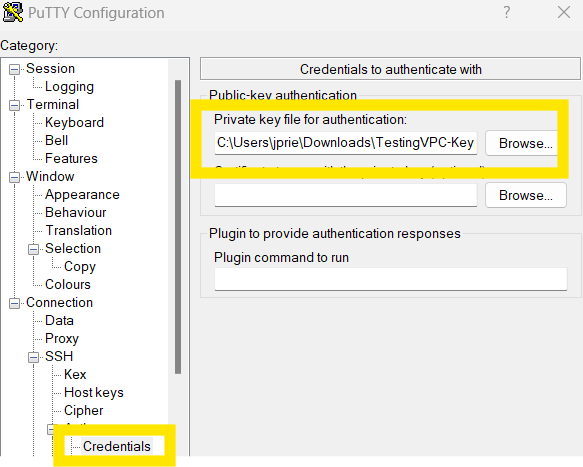 PuTTY Configuration
?
Category:
Session
Logging
Terminal
Keyboard
Bell
Features
Window
Appearance
Behaviour
Translation
Selection
Copy
Colours
Connection
Data
Proxy
SSH
Kex
Host keys
Cipher
Credentials
Credentials to authenticate with
Public-key authentication
Private key file for authentication:
C:\Users\jprie\Downloads\TestingVPC-Key
Browse...
Browse...
Plugin to provide authentication responses
Plugin command to run